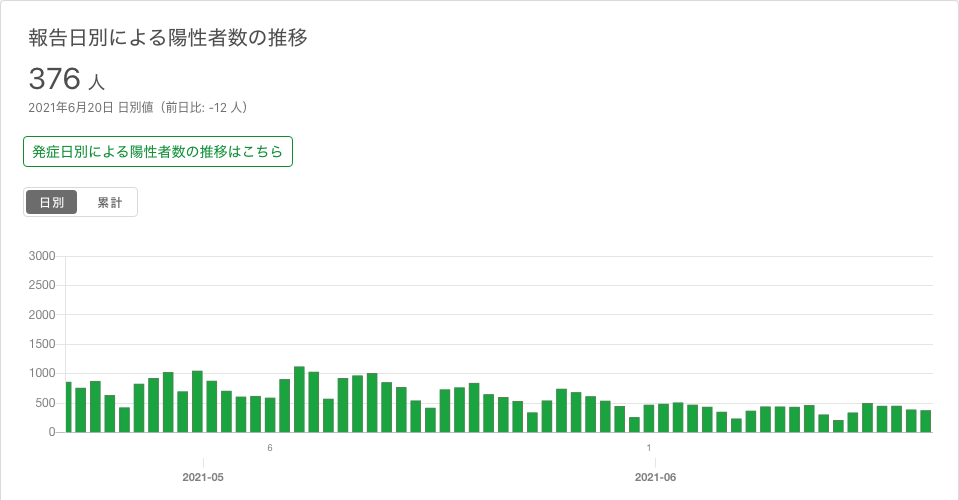 報告日別による陽性者数の推移
376 人
2021年6月20日 日別値（前日比: -12 人）
発症日別による陽性者数の推移はこちら
日別 累計
3000
2500
2000
1500
1000
500
0
6 1
2021-05 2021-06